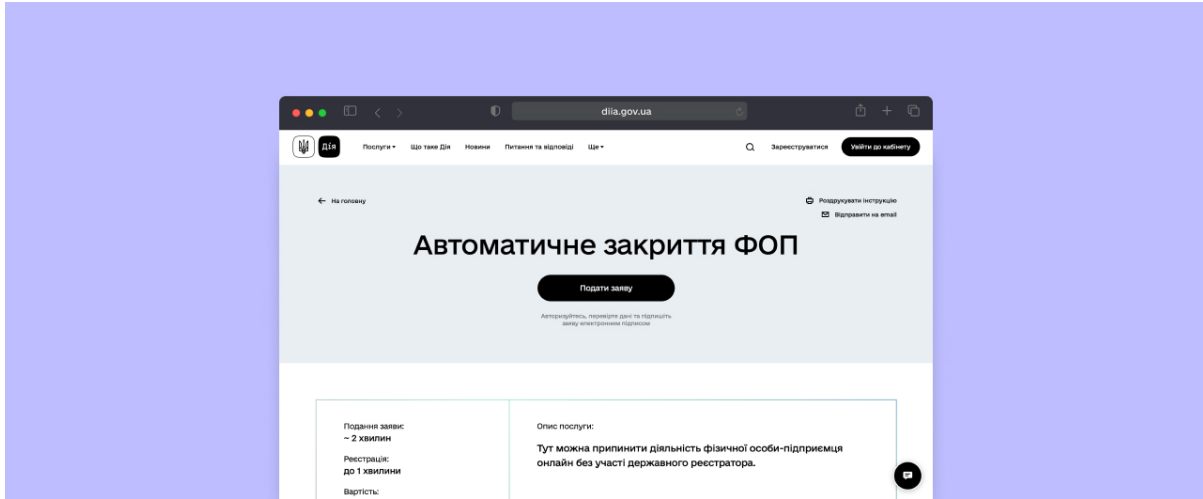 diia.gov.ua
Дія Послуги Що таке Дія Новини Питання та відповіді Ще Зареєструватися Увійти до кабінету
На головну
Роздрукувати інструкцію
Відправити на email
Автоматичне закриття ФОП
Подати заяву
Авторизуйтесь, перевірте дані та підпишіть
заяву електронним підписом
Подання заяви:
~ 2 хвилин
Реєстрація:
до 1 хвилини
Вартість:
Опис послуги:
Тут можна припинити діяльність фізичної особи-підприємця
онлайн без участі державного реєстратора.